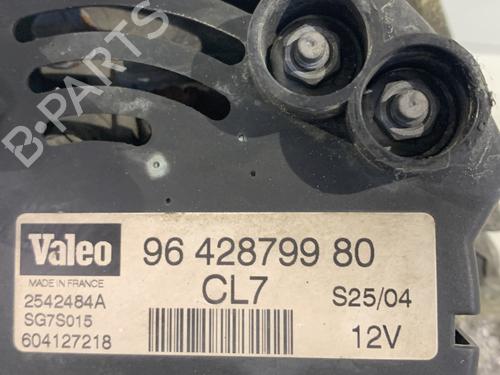 B-PARTS
Valeo
96 428799 80
MADE IN FRANCE
CL7
2542484A
S25/04
SG7S015
604127218
12V